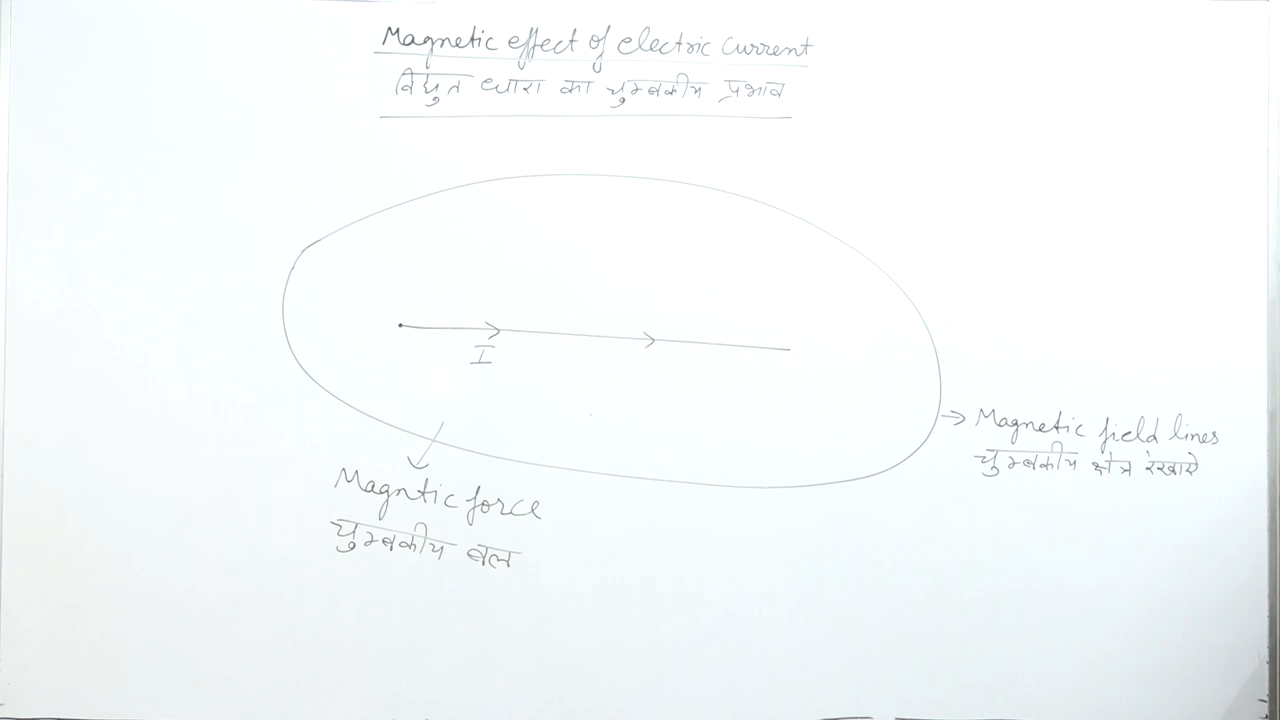 Magnetic effect of electric current
विद्युत धारा का चुम्बकीय प्रभाव
I
Magnetic field lines
चुम्बकीय क्षेत्र रेखाऐ
Magntic force
चुम्बकीय बल